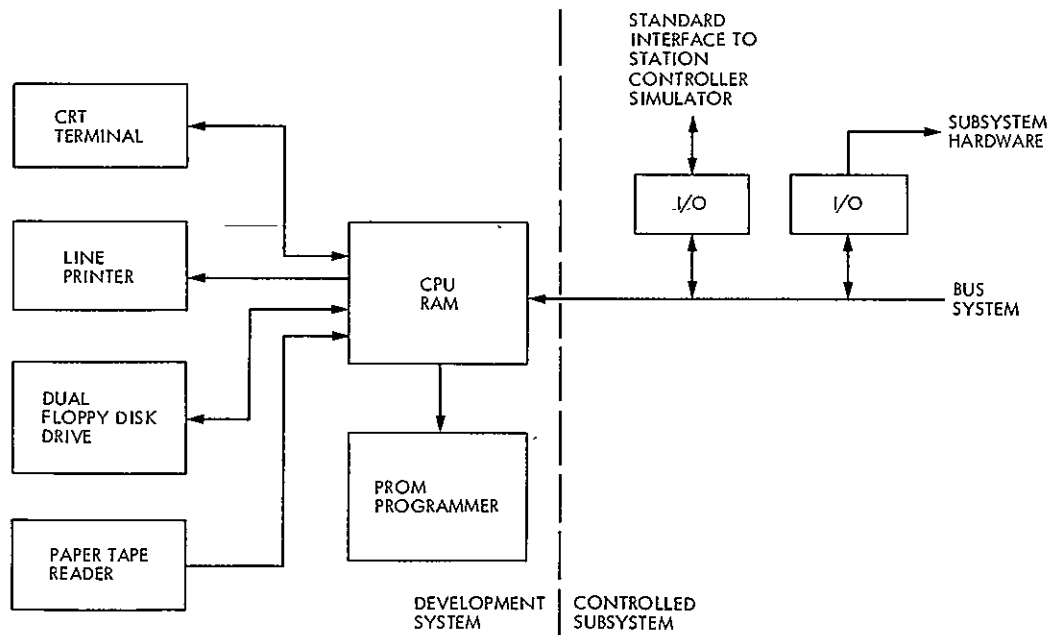 STANDARD
INTERFACE TO
STATION
CONTROLLER
SIMULATOR
CRT
TERMINAL
SUBSYSTEM
HARDWARE
I/O
I/O
LINE
PRINTER
CPU
RAM
BUS
SYSTEM
DUAL
FLOPPY DISK
DRIVE
PROM
PROGRAMMER
PAPER TAPE
READER
DEVELOPMENT
SYSTEM
CONTROLLED
SUBSYSTEM